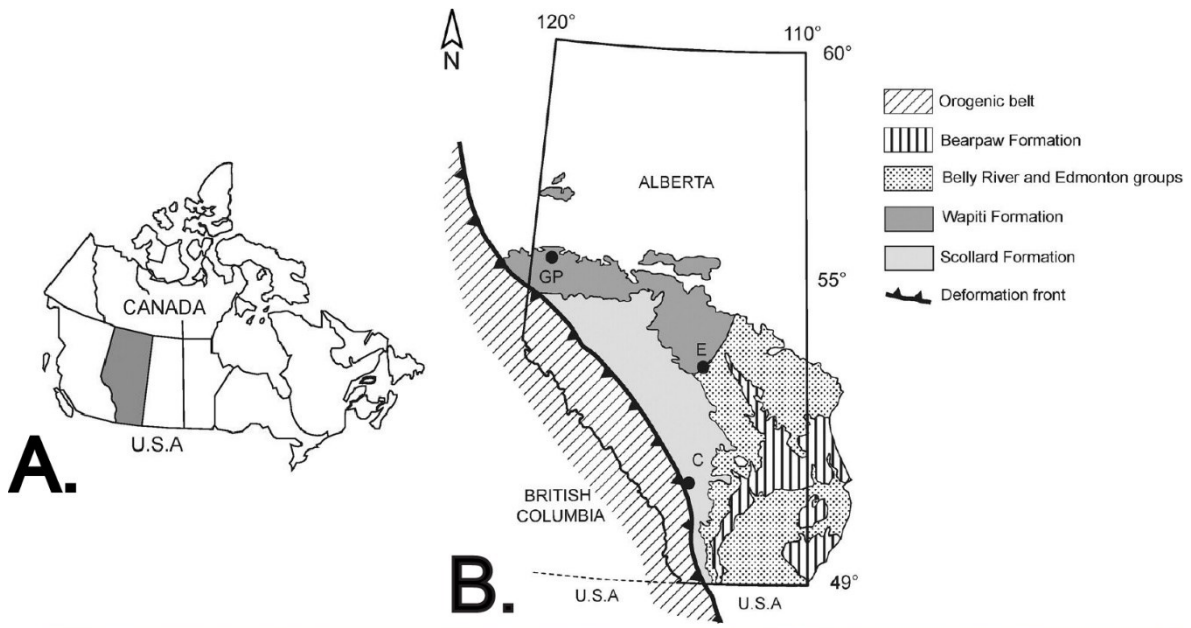 CANADA
U.S.A
A.
N
120°
110°
60°
ALBERTA
55°
GP
E
C
BRITISH
COLUMBIA
49°
U.S.A
U.S.A
B.
Orogenic belt
Bearpaw Formation
Belly River and Edmonton groups
Wapiti Formation
Scollard Formation
Deformation front